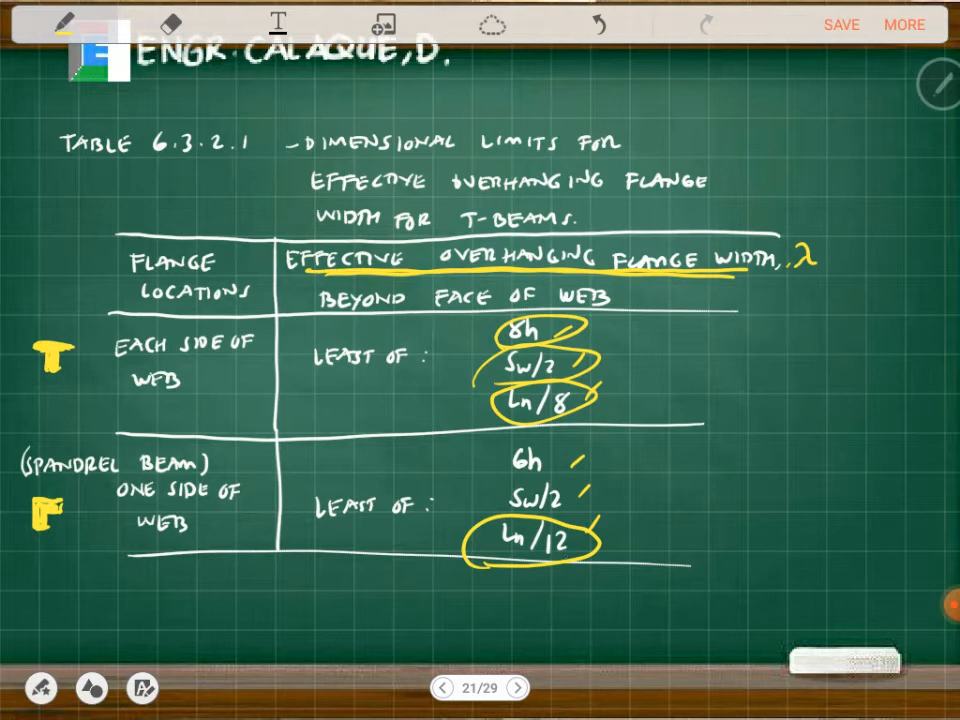 SAVE MORE
ENGR. CALAQUE, D.
TABLE 6.3.2.1 - DIMENSIONAL LIMITS FOR
EFFECTIVE OVERHANGING FLANGE
WIDTH FOR T-BEAMS.
FLANGE LOCATIONS
EFFECTIVE OVERHANGING FLANGE WIDTH, λ
BEYOND FACE OF WEB
T
EACH SIDE OF
WEB
LEAST OF :
8h
Sw/2
Ln/8
(SPANDREL BEAM)
ONE SIDE OF
WEB
LEAST OF :
6h
Sw/2
Ln/12
21/29